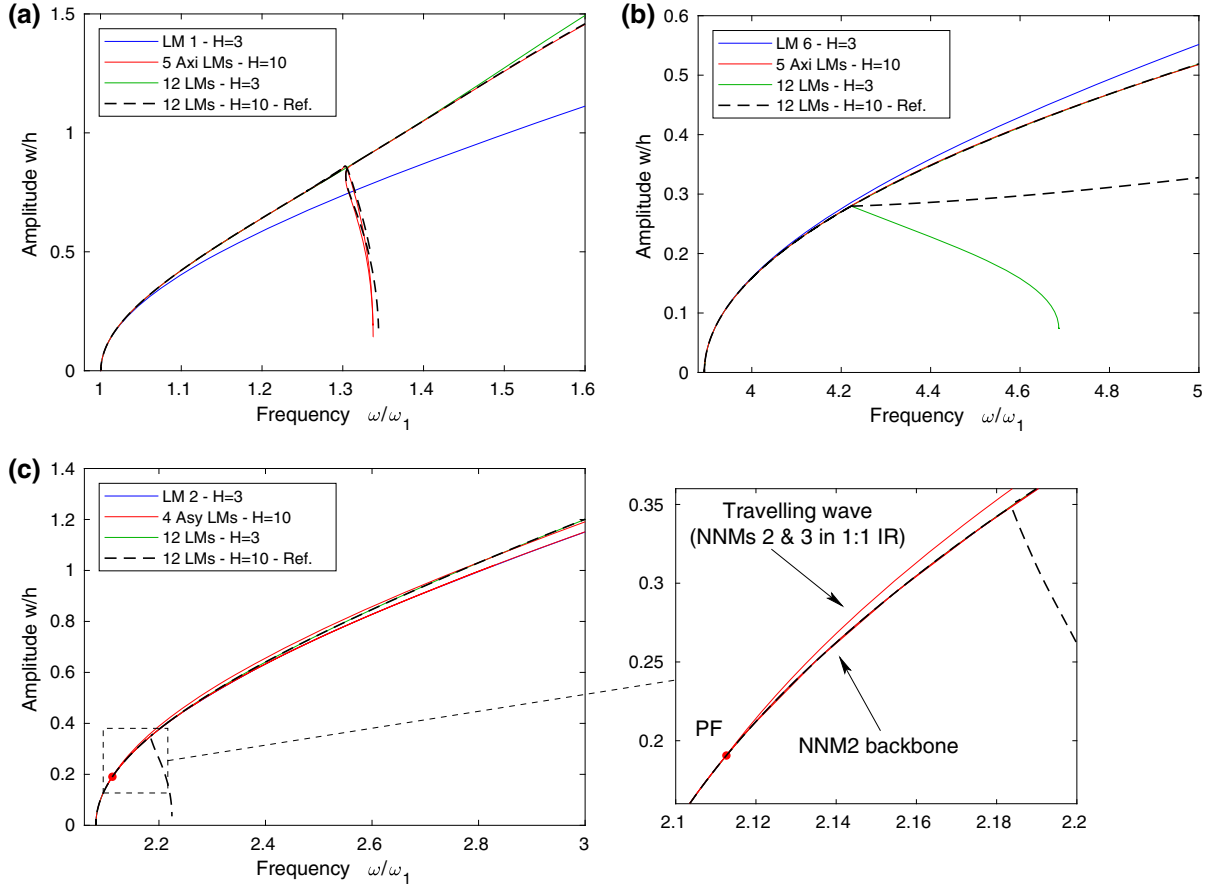 (a)
1.5
1
0.5
0
Amplitude w/h
LM 1 - H=3
5 Axi LMs - H=10
12 LMs - H=3
12 LMs - H=10 - Ref.
1 1.1 1.2 1.3 1.4 1.5 1.6
Frequency ω/ω₁
(b)
0.6
0.5
0.4
0.3
0.2
0.1
0
Amplitude w/h
LM 6 - H=3
5 Axi LMs - H=10
12 LMs - H=3
12 LMs - H=10 - Ref.
4 4.2 4.4 4.6 4.8 5
Frequency ω/ω₁
(c)
1.4
1.2
1
0.8
0.6
0.4
0.2
0
Amplitude w/h
LM 2 - H=3
4 Asy LMs - H=10
12 LMs - H=3
12 LMs - H=10 - Ref.
2.2 2.4 2.6 2.8 3
Frequency ω/ω₁
0.35
0.3
0.25
0.2
Travelling wave
(NNMs 2 & 3 in 1:1 IR)
PF
NNM2 backbone
2.1 2.12 2.14 2.16 2.18 2.2